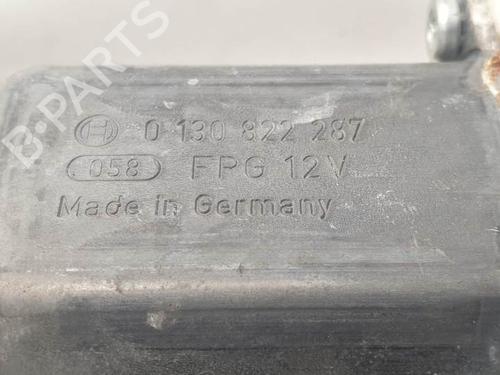 B-PARTS
0 130 822 287
058 FPG 12V
Made in Germany